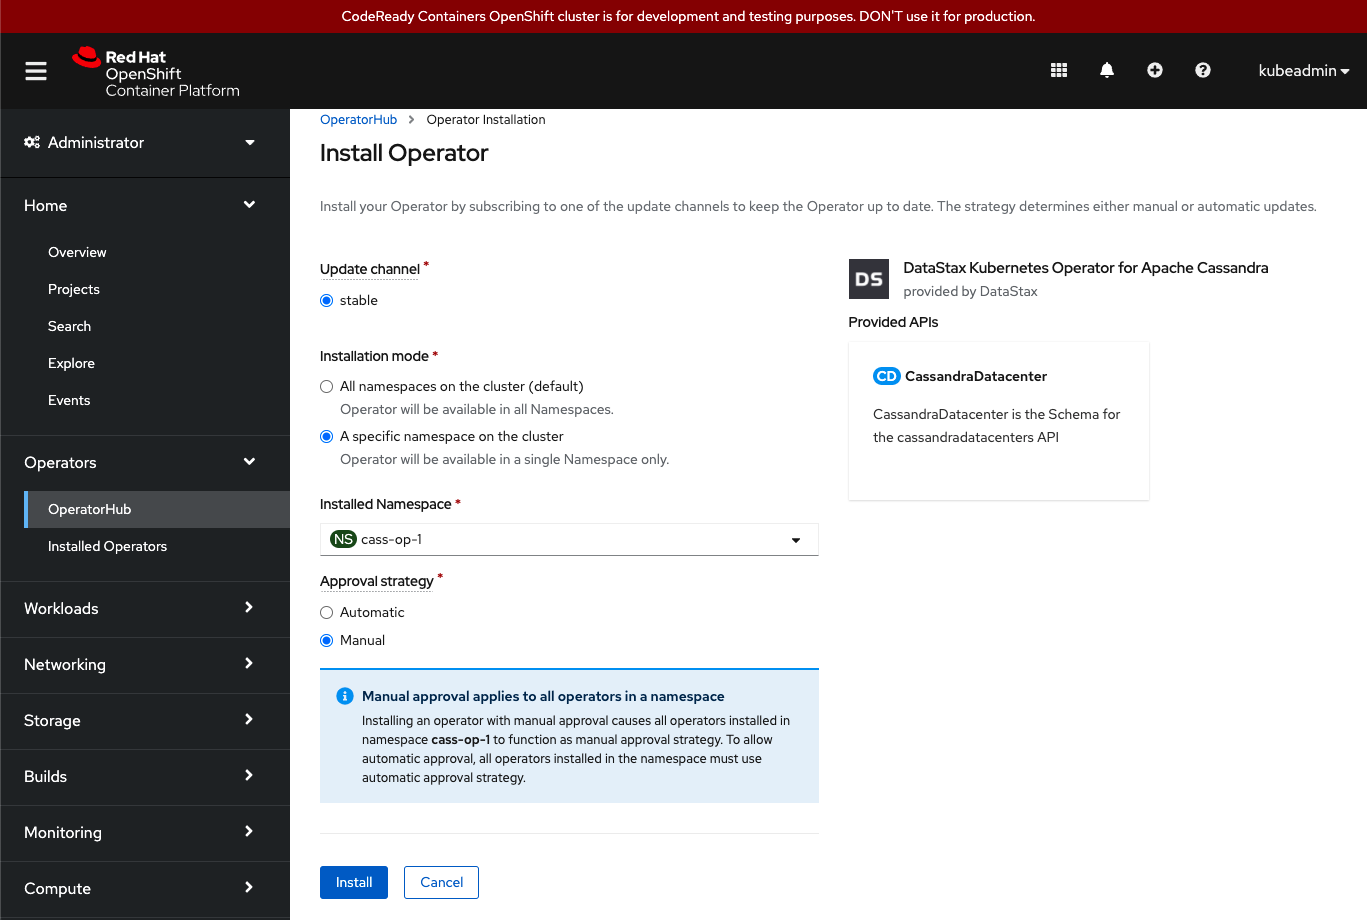 CodeReady Containers OpenShift cluster is for development and testing purposes. DON'T use it for production.
Red Hat
OpenShift
Container Platform
kubeadmin
Administrator
Home
Overview
Projects
Search
Explore
Events
Operators
OperatorHub
Installed Operators
Workloads
Networking
Storage
Builds
Monitoring
Compute
OperatorHub > Operator Installation
Install Operator
Install your Operator by subscribing to one of the update channels to keep the Operator up to date. The strategy determines either manual or automatic updates.
Update channel *
stable
Installation mode *
All namespaces on the cluster (default)
Operator will be available in all Namespaces.
A specific namespace on the cluster
Operator will be available in a single Namespace only.
Installed Namespace *
NS cass-op-1
Approval strategy *
Automatic
Manual
Manual approval applies to all operators in a namespace
Installing an operator with manual approval causes all operators installed in
namespace cass-op-1 to function as manual approval strategy. To allow
automatic approval, all operators installed in the namespace must use
automatic approval strategy.
Install Cancel
DS
DataStax Kubernetes Operator for Apache Cassandra
provided by DataStax
Provided APIs
CD CassandraDatacenter
CassandraDatacenter is the Schema for
the cassandradatacenters API